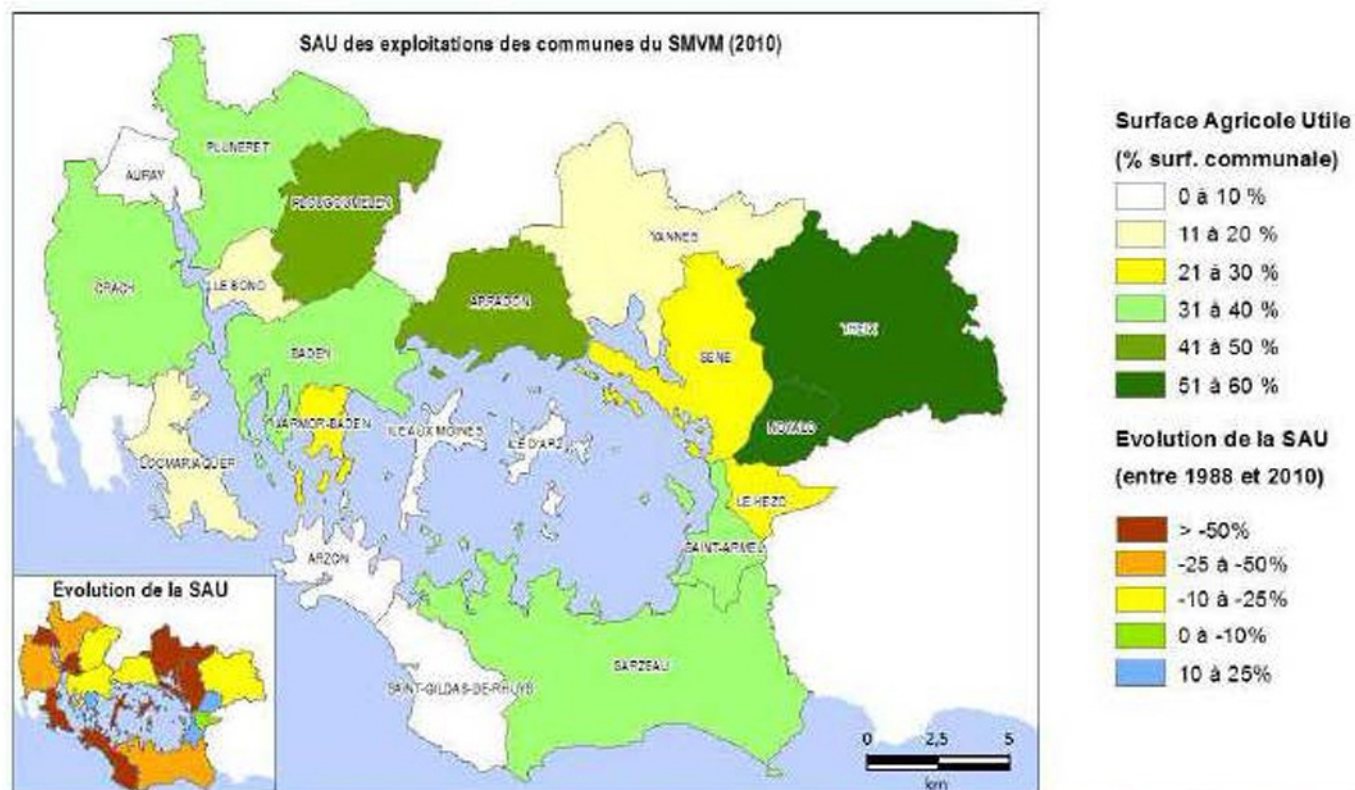 SAU des exploitations des communes du SMVM (2010)
PLUNERET
AURAY
PLOUGOUMELEN
VANNES
CRACH
LE BONO
ARRADON
THEIX
BADEN
SENE
LARMOR-BADEN
ILE AUX MOINES
ILE D'ARZ
NOYALO
LOCMARIAQUER
LE HEZO
SAINT-ARMEL
ARZON
SARZEAU
SAINT-GILDAS-DE-RHUYS
Evolution de la SAU
0 2,5 5
km
Surface Agricole Utile
(% surf. communale)
0 à 10 %
11 à 20 %
21 à 30 %
31 à 40 %
41 à 50 %
51 à 60 %
Evolution de la SAU
(entre 1988 et 2010)
> -50%
-25 à -50%
-10 à -25%
0 à -10%
10 à 25%